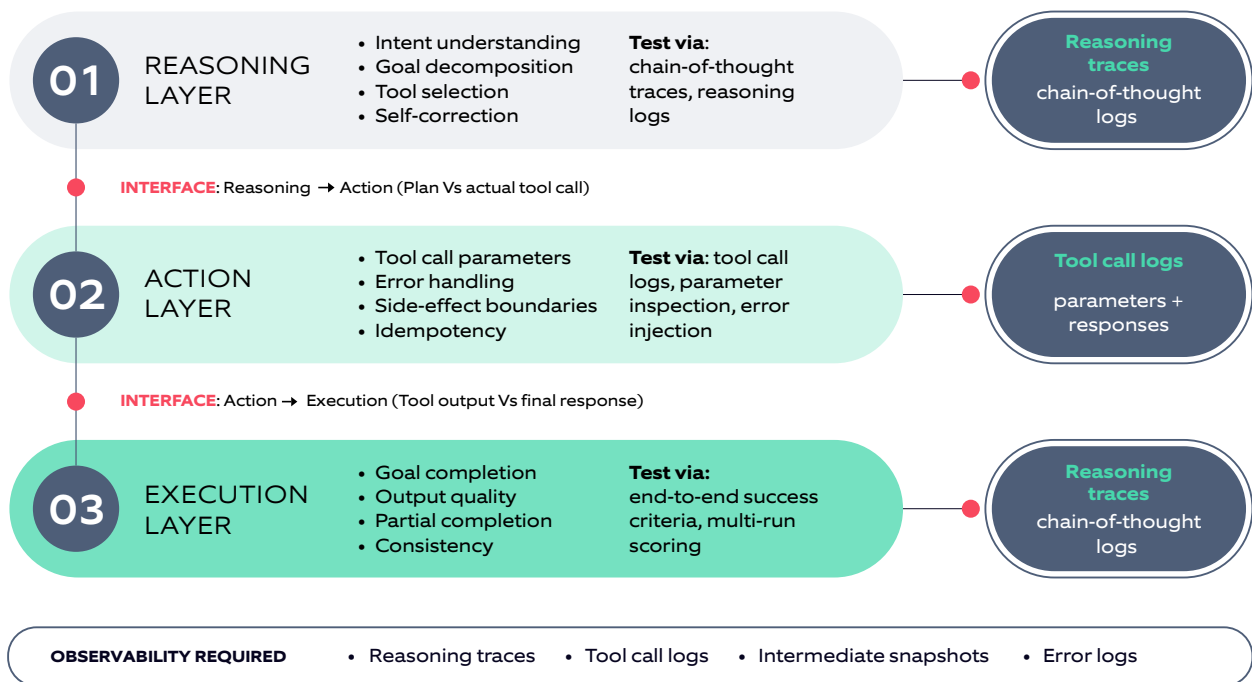 01
REASONING
LAYER
• Intent understanding
• Goal decomposition
• Tool selection
• Self-correction
Test via:
chain-of-thought
traces, reasoning
logs
Reasoning
traces
chain-of-thought
logs
INTERFACE: Reasoning → Action (Plan Vs actual tool call)
02
ACTION
LAYER
• Tool call parameters
• Error handling
• Side-effect boundaries
• Idempotency
Test via: tool call
logs, parameter
inspection, error
injection
Tool call logs
parameters +
responses
INTERFACE: Action → Execution (Tool output Vs final response)
03
EXECUTION
LAYER
• Goal completion
• Output quality
• Partial completion
• Consistency
Test via:
end-to-end success
criteria, multi-run
scoring
Reasoning
traces
chain-of-thought
logs
OBSERVABILITY REQUIRED • Reasoning traces • Tool call logs • Intermediate snapshots • Error logs